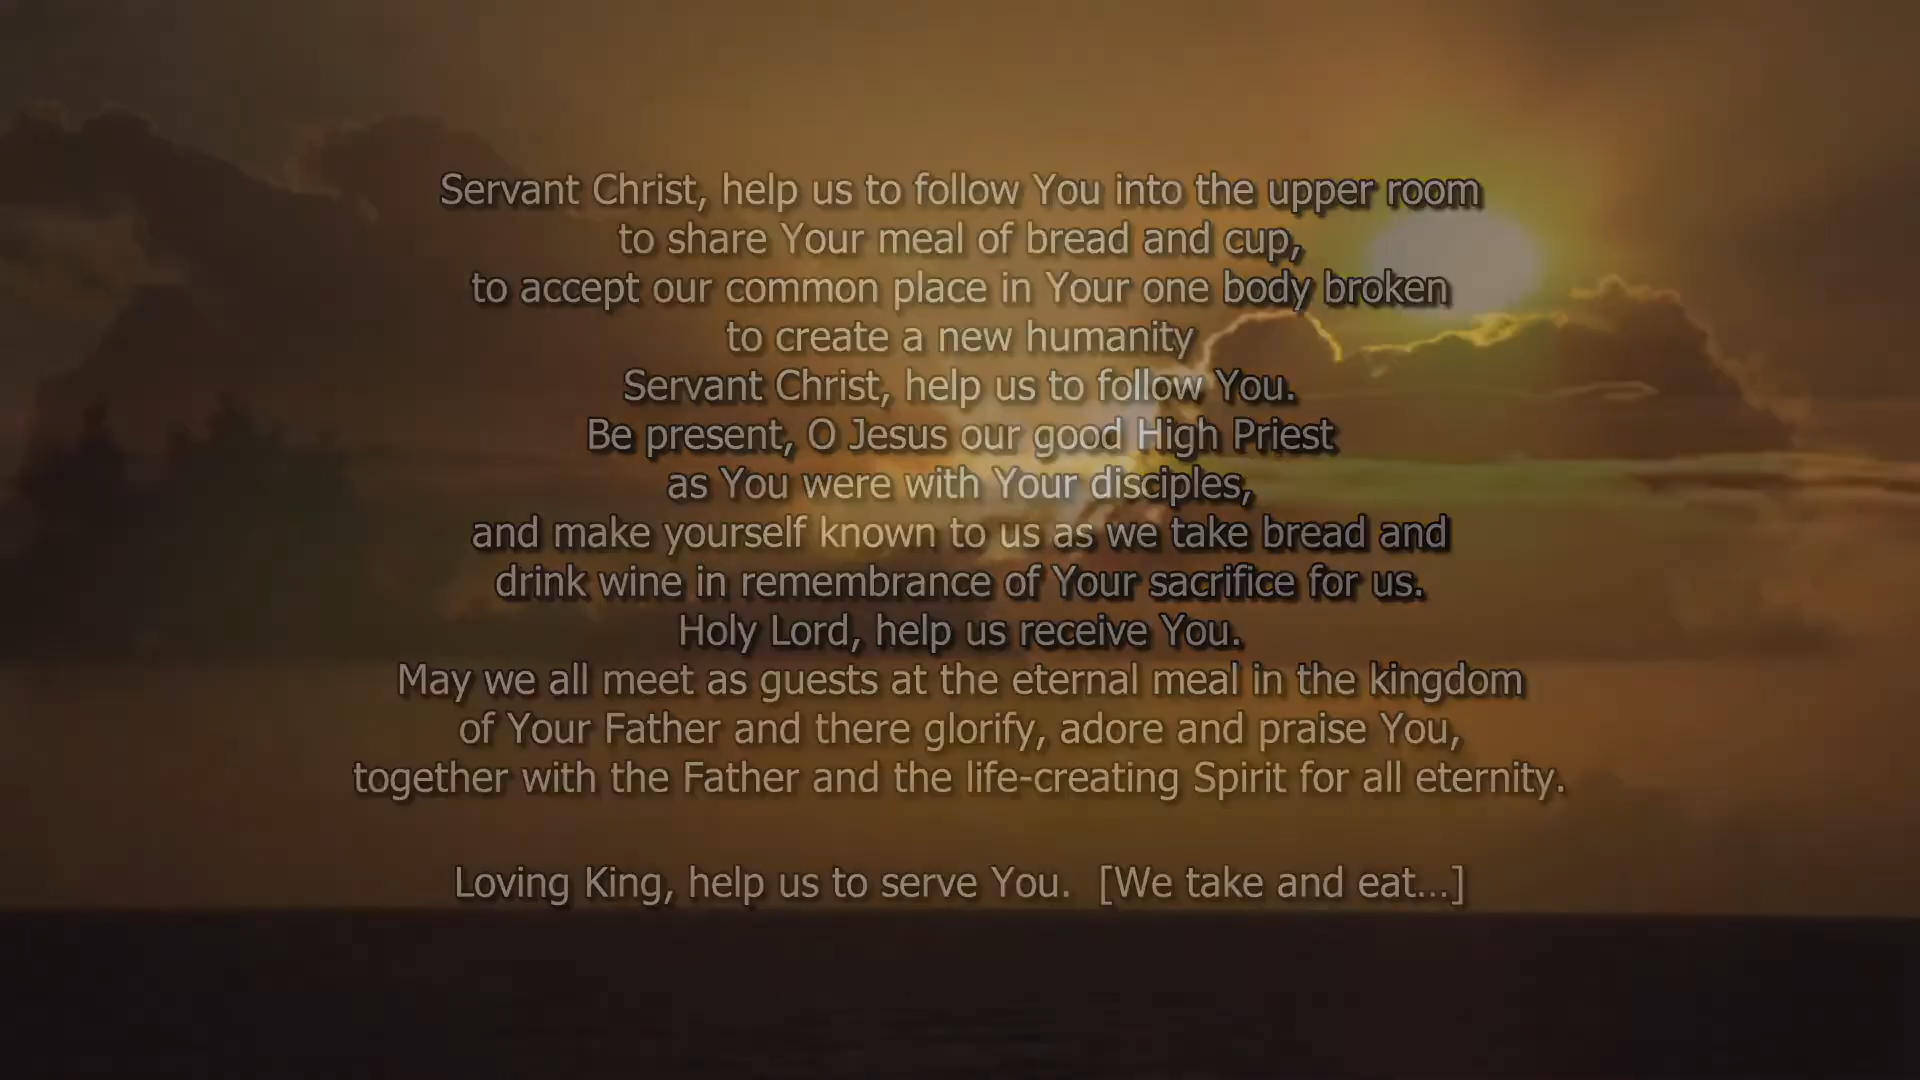 Servant Christ, help us to follow You into the upper room
to share Your meal of bread and cup,
to accept our common place in Your one body broken
to create a new humanity
Servant Christ, help us to follow You.
Be present, O Jesus our good High Priest
as You were with Your disciples,
and make yourself known to us as we take bread and
drink wine in remembrance of Your sacrifice for us.
Holy Lord, help us receive You.
May we all meet as guests at the eternal meal in the kingdom
of Your Father and there glorify, adore and praise You,
together with the Father and the life-creating Spirit for all eternity.
Loving King, help us to serve You.  [We take and eat...]